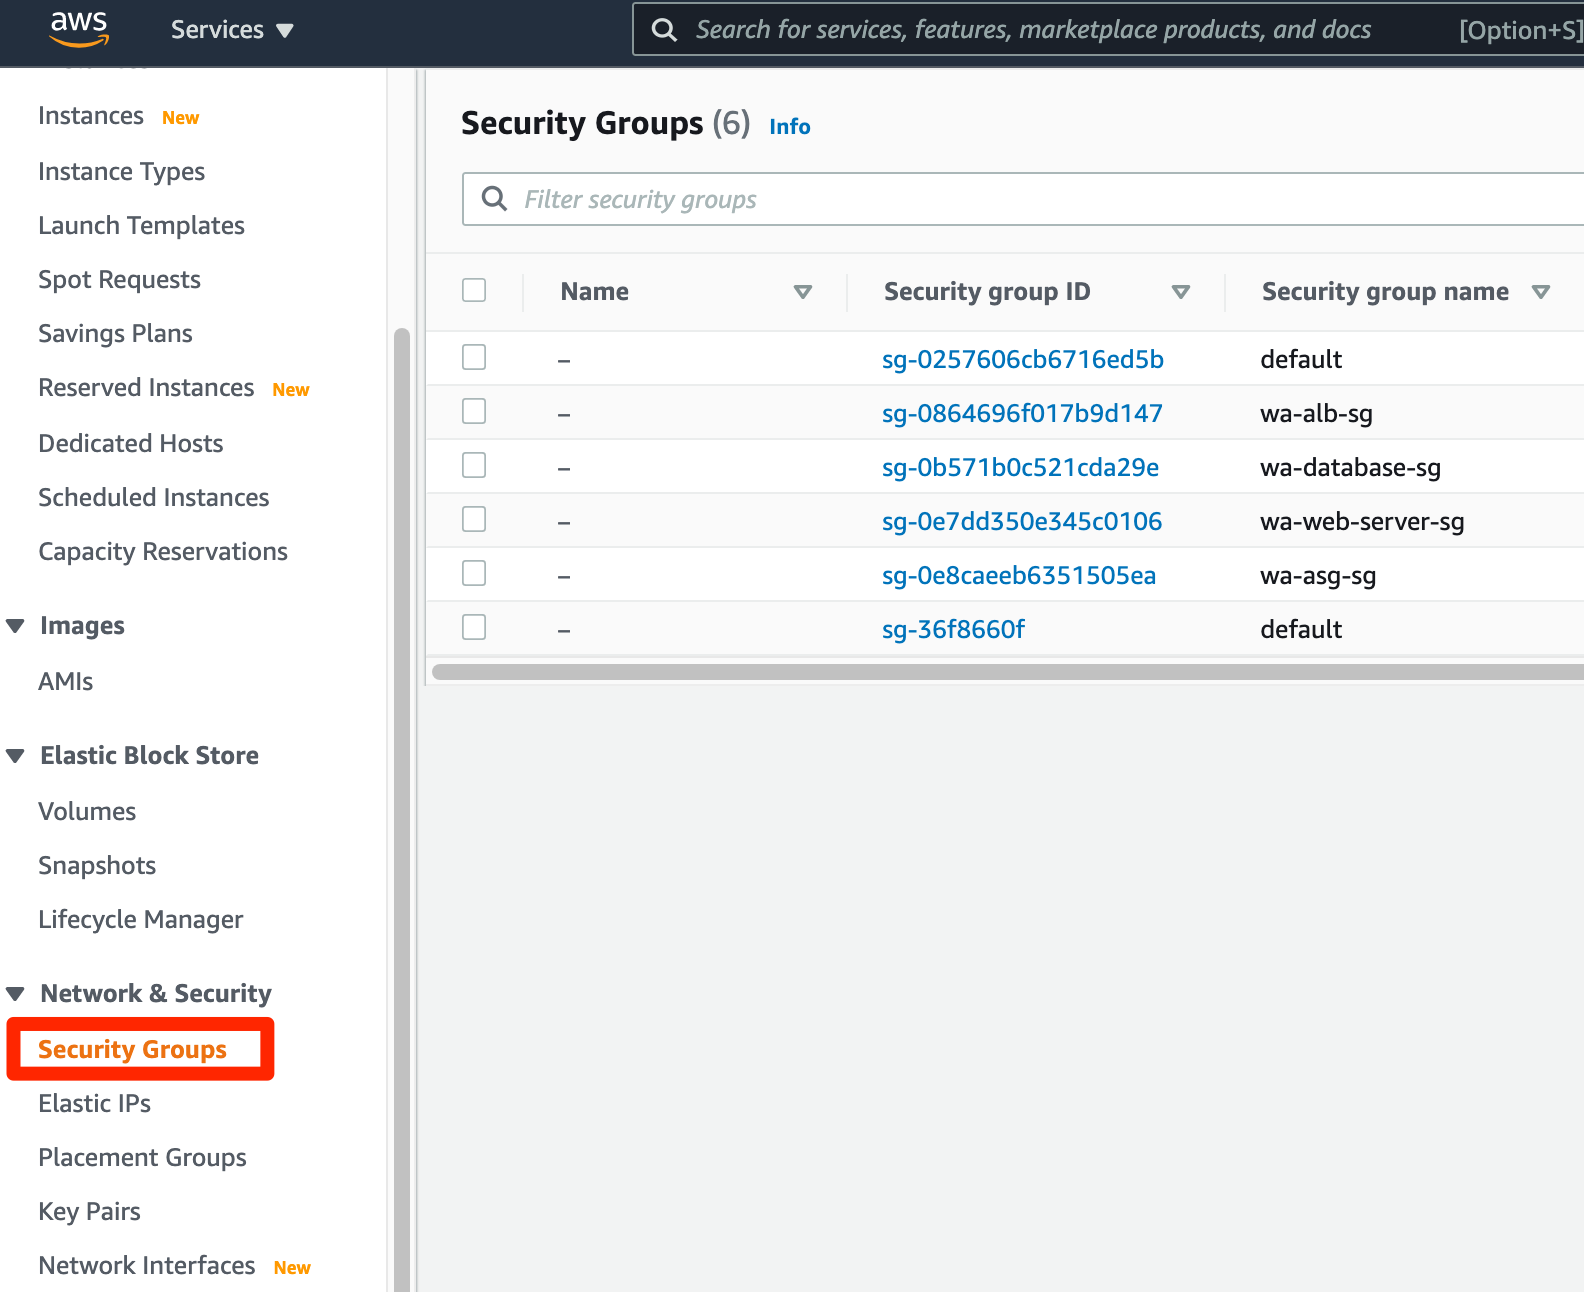 aws Services Search for services, features, marketplace products, and docs [Option+S]
Instances New
Instance Types
Launch Templates
Spot Requests
Savings Plans
Reserved Instances New
Dedicated Hosts
Scheduled Instances
Capacity Reservations
Images
AMIs
Elastic Block Store
Volumes
Snapshots
Lifecycle Manager
Network & Security
Security Groups
Elastic IPs
Placement Groups
Key Pairs
Network Interfaces New
Security Groups (6) Info
Filter security groups
Name Security group ID Security group name
– sg-0257606cb6716ed5b default
– sg-0864696f017b9d147 wa-alb-sg
– sg-0b571b0c521cda29e wa-database-sg
– sg-0e7dd350e345c0106 wa-web-server-sg
– sg-0e8caeeb6351505ea wa-asg-sg
– sg-36f8660f default